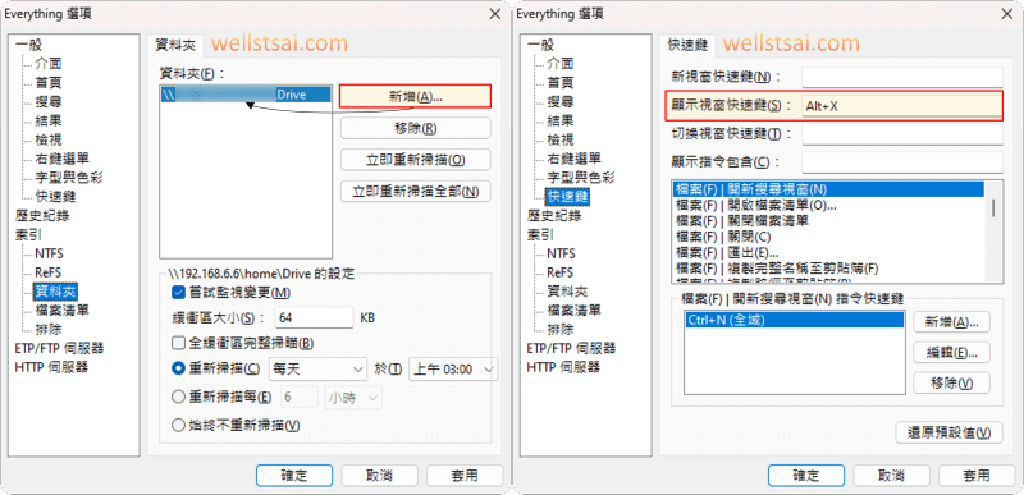 Everything 選項
一般
介面
首頁
搜尋
結果
檢視
右鍵選單
字型與色彩
快速鍵
歷史紀錄
索引
NTFS
ReFS
資料夾
檔案清單
排除
ETP/FTP 伺服器
HTTP 伺服器
資料夾
wellstsai.com
資料夾(F)：
\\ Drive
新增(A)...
移除(R)
立即重新掃描(O)
立即重新掃描全部(N)
\\192.168.6.6\home\Drive 的設定
嘗試監視變更(M)
緩衝區大小(S)： 64 KB
全緩衝區完整掃瞄(B)
重新掃描(C) 每天 於(T) 上午 03:00
重新掃描每(E) 6 小時
始終不重新掃描(V)
確定 取消 套用
Everything 選項
一般
介面
首頁
搜尋
結果
檢視
右鍵選單
字型與色彩
快速鍵
歷史紀錄
索引
NTFS
ReFS
資料夾
檔案清單
排除
ETP/FTP 伺服器
HTTP 伺服器
快速鍵
wellstsai.com
新視窗快速鍵(N)：
顯示視窗快速鍵(S)： Alt+X
切換視窗快速鍵(T)：
顯示指令包含(C)：
檔案(F) | 開新搜尋視窗(N)
檔案(F) | 開啟檔案清單(O)...
檔案(F) | 關閉檔案清單
檔案(F) | 關閉(C)
檔案(F) | 匯出(E)...
檔案(F) | 複製完整名稱至剪貼簿(F)
檔案(F) | 開新搜尋視窗(N) 指令快速鍵
Ctrl+N (全域)
新增(A)...
編輯(E)...
移除(V)
還原預設值(V)
確定 取消 套用